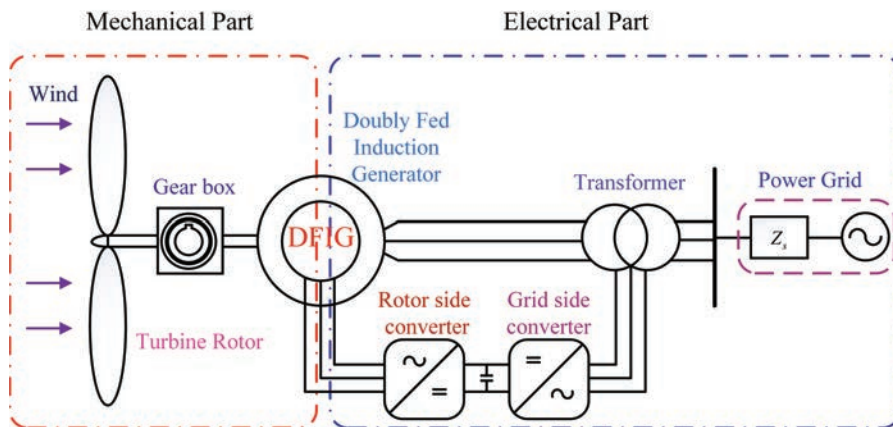 Mechanical Part
Electrical Part
Wind
Doubly Fed
Induction
Generator
Gear box
Transformer
Power Grid
DFIG
Zs
Rotor side
converter
Grid side
converter
Turbine Rotor